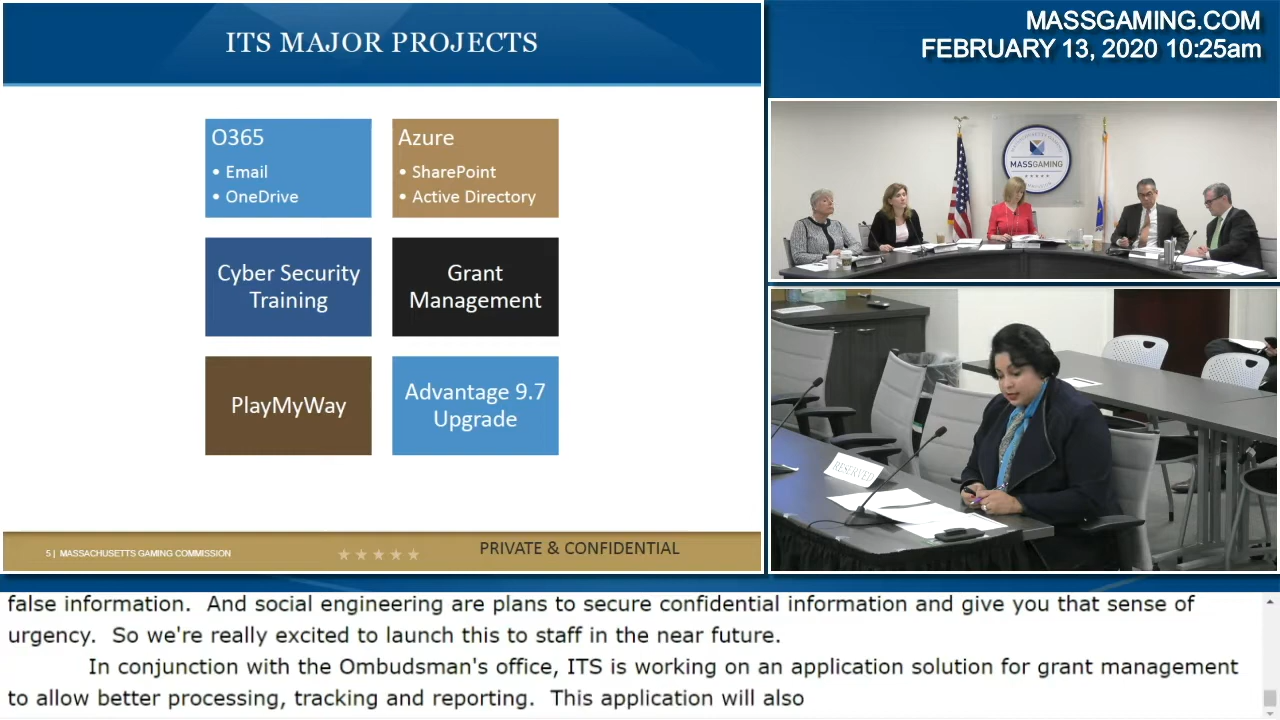 ITS MAJOR PROJECTS
O365
• Email
• OneDrive
Azure
• SharePoint
• Active Directory
Cyber Security
Training
Grant
Management
PlayMyWay
Advantage 9.7
Upgrade
5 | MASSACHUSETTS GAMING COMMISSION
PRIVATE & CONFIDENTIAL
MASSGAMING.COM
FEBRUARY 13, 2020 10:25am
MASSGAMING
RESERVED
false information. And social engineering are plans to secure confidential information and give you that sense of
urgency. So we're really excited to launch this to staff in the near future.
In conjunction with the Ombudsman's office, ITS is working on an application solution for grant management
to allow better processing, tracking and reporting. This application will also